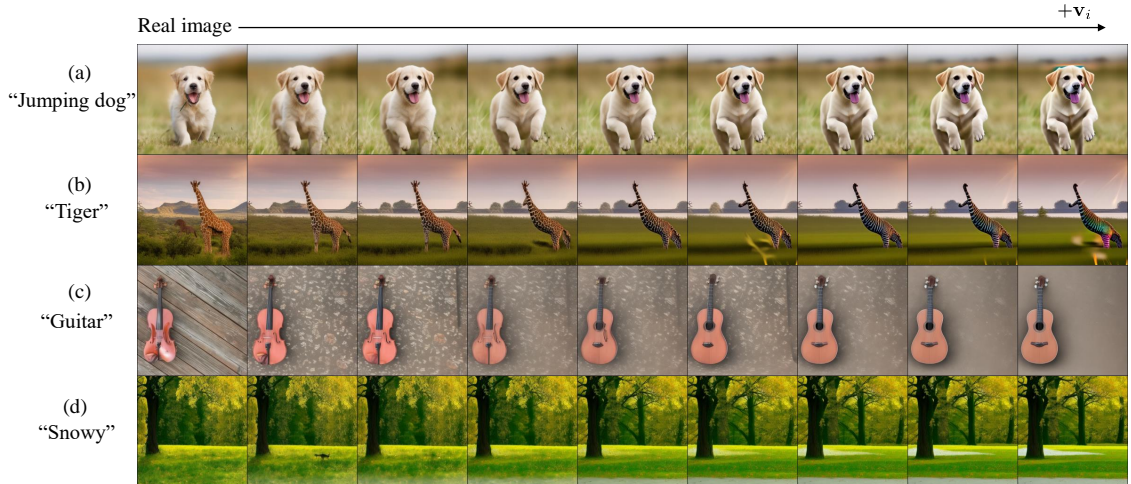 +v_i
Real image
(a)
“Jumping dog”
(b)
“Tiger”
(c)
“Guitar”
(d)
“Snowy”